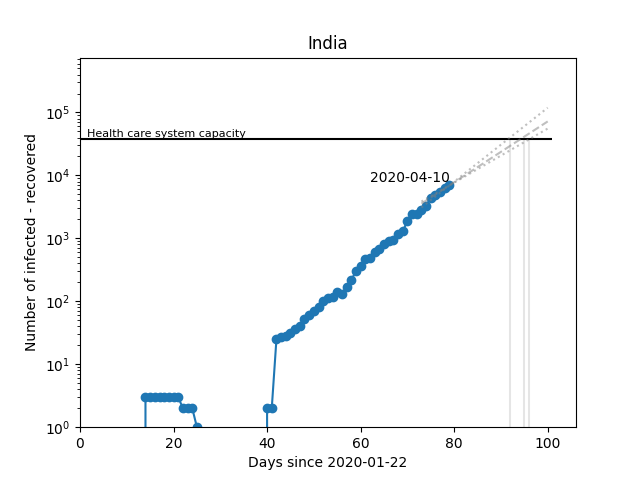 India
Number of infected - recovered
10^5
10^4
10^3
10^2
10^1
10^0
Health care system capacity
2020-04-10
0 20 40 60 80 100
Days since 2020-01-22